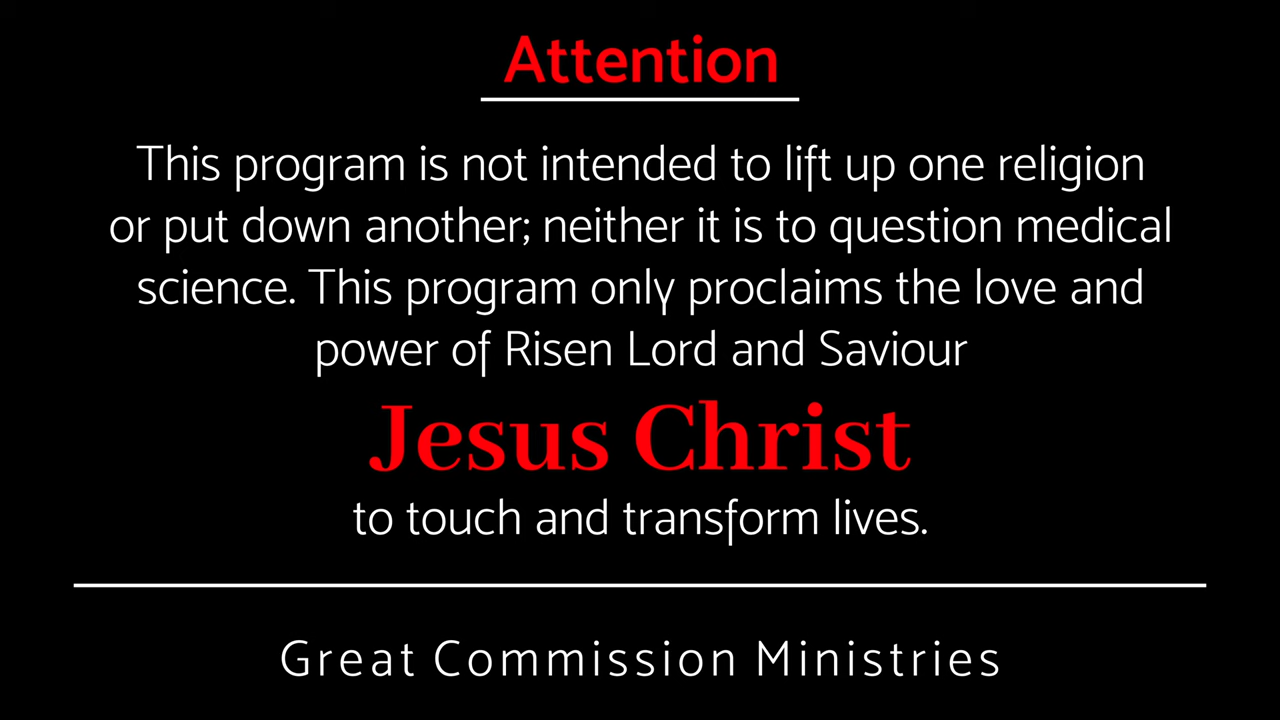 Attention
This program is not intended to lift up one religion
or put down another; neither it is to question medical
science. This program only proclaims the love and
power of Risen Lord and Saviour
Jesus Christ
to touch and transform lives.
Great Commission Ministries